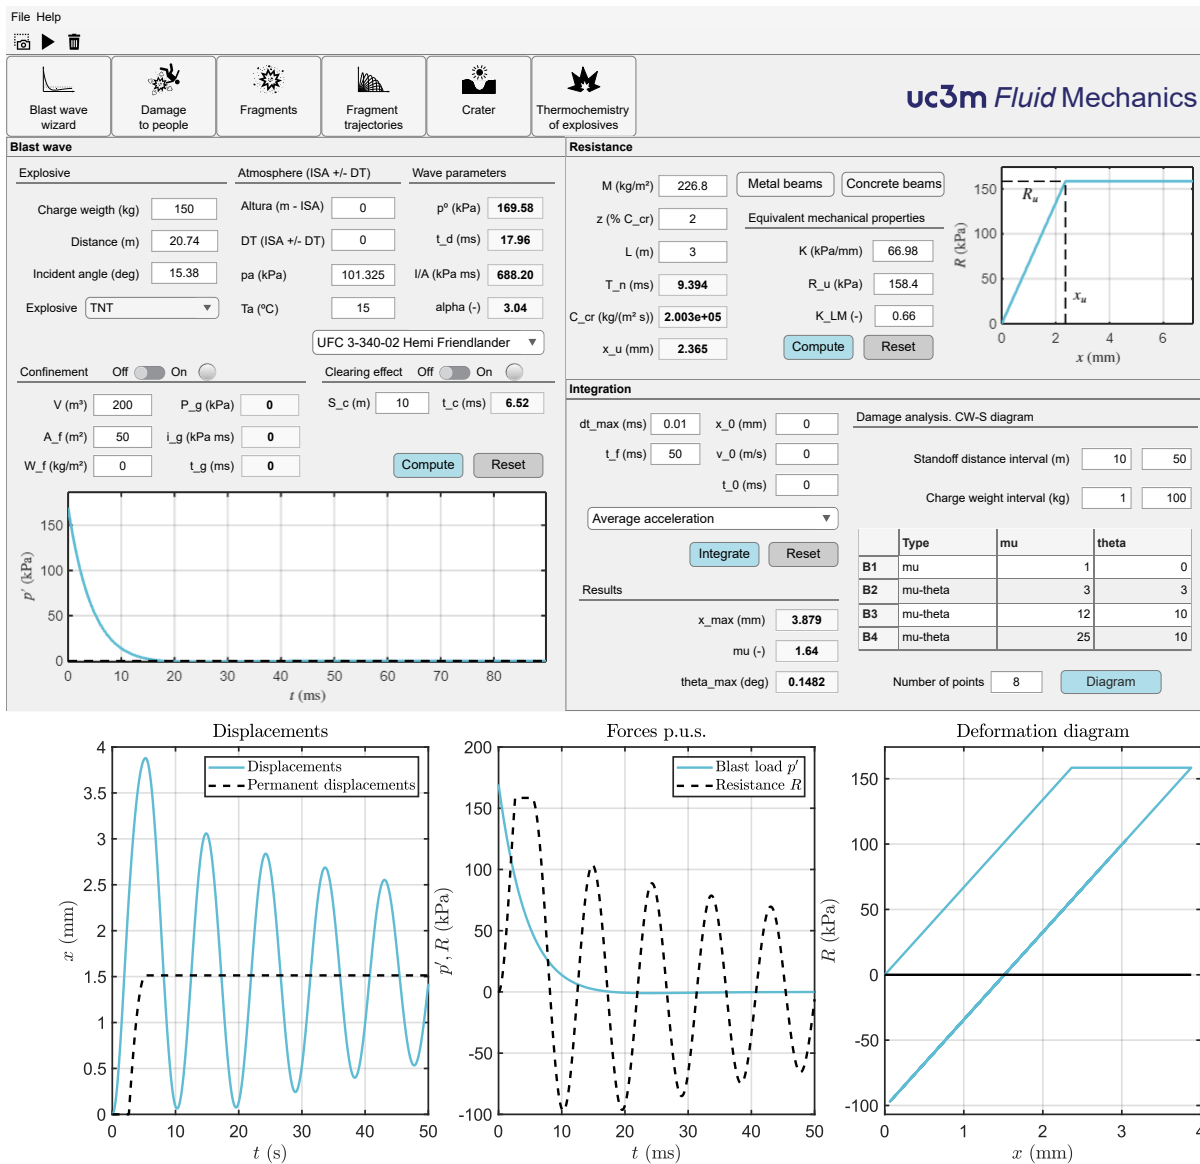 File Help
Blast wave wizard
Damage to people
Fragments
Fragment trajectories
Crater
Thermochemistry of explosives
uc3m Fluid Mechanics
Blast wave
Explosive
Charge weigth (kg) 150
Distance (m) 20.74
Incident angle (deg) 15.38
Explosive TNT
Atmosphere (ISA +/- DT)
Altura (m - ISA) 0
DT (ISA +/- DT) 0
pa (kPa) 101.325
Ta (ºC) 15
Wave parameters
pº (kPa) 169.58
t_d (ms) 17.96
I/A (kPa ms) 688.20
alpha (-) 3.04
UFC 3-340-02 Hemi Friendlander
Confinement Off On
V (m³) 200 P_g (kPa) 0
A_f (m²) 50 i_g (kPa ms) 0
W_f (kg/m²) 0 t_g (ms) 0
Clearing effect Off On
S_c (m) 10 t_c (ms) 6.52
Compute Reset
150
100
50
0
0 10 20 30 40 50 60 70 80
p' (kPa)
t (ms)
Resistance
M (kg/m²) 226.8
z (% C_cr) 2
L (m) 3
T_n (ms) 9.394
C_cr (kg/(m² s)) 2.003e+05
x_u (mm) 2.365
Metal beams Concrete beams
Equivalent mechanical properties
K (kPa/mm) 66.98
R_u (kPa) 158.4
K_LM (-) 0.66
Compute Reset
150
100
50
0
0 2 4 6
R (kPa)
x (mm)
R_u
x_u
Integration
dt_max (ms) 0.01 x_0 (mm) 0
t_f (ms) 50 v_0 (m/s) 0
t_0 (ms) 0
Average acceleration
Integrate Reset
Results
x_max (mm) 3.879
mu (-) 1.64
theta_max (deg) 0.1482
Damage analysis. CW-S diagram
Standoff distance interval (m) 10 50
Charge weight interval (kg) 1 100
Type mu theta
B1 mu 1 0
B2 mu-theta 3 3
B3 mu-theta 12 10
B4 mu-theta 25 10
Number of points 8 Diagram
Displacements
Displacements
Permanent displacements
4
3.5
3
2.5
2
1.5
1
0.5
0
0 10 20 30 40 50
x (mm)
t (s)
Forces p.u.s.
Blast load p'
Resistance R
200
150
100
50
0
-50
-100
0 10 20 30 40 50
p', R (kPa)
t (ms)
Deformation diagram
150
100
50
0
-50
-100
0 1 2 3 4
R (kPa)
x (mm)